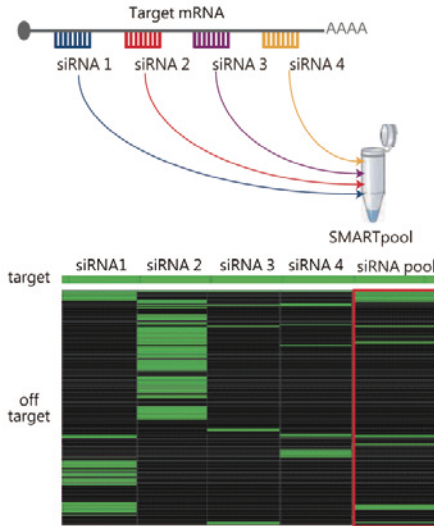 Target mRNA
AAAA
siRNA 1 siRNA 2 siRNA 3 siRNA 4
SMARTpool
siRNA1 siRNA 2 siRNA 3 siRNA 4 siRNA pool
target
off
target